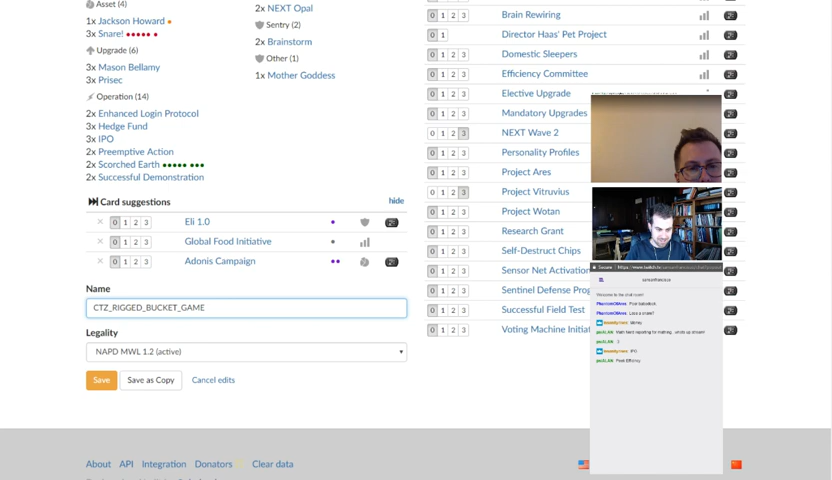 Asset (4)
1x Jackson Howard
3x Snare!
Upgrade (6)
3x Mason Bellamy
3x Prisec
Operation (14)
2x Enhanced Login Protocol
3x Hedge Fund
3x IPO
2x Preemptive Action
2x Scorched Earth
2x Successful Demonstration
2x NEXT Opal
Sentry (2)
2x Brainstorm
Other (1)
1x Mother Goddess
Card suggestions hide
0 1 2 3 Eli 1.0
0 1 2 3 Global Food Initiative
0 1 2 3 Adonis Campaign
Name
CTZ_RIGGED_BUCKET_GAME
Legality
NAPD MWL 1.2 (active)
Save Save as Copy Cancel edits
0 1 2 3 Brain Rewiring
0 1 Director Haas' Pet Project
0 1 2 3 Domestic Sleepers
0 1 2 3 Efficiency Committee
0 1 2 3 Elective Upgrade
0 1 2 3 Mandatory Upgrades
0 1 2 3 NEXT Wave 2
0 1 2 3 Personality Profiles
0 1 2 3 Project Ares
0 1 2 3 Project Vitruvius
0 1 2 3 Project Wotan
0 1 2 3 Research Grant
0 1 2 3 Self-Destruct Chips
0 1 2 3 Sensor Net Activation
0 1 2 3 Sentinel Defense Prog
0 1 2 3 Successful Field Test
0 1 2 3 Voting Machine Initiat
Secure
Welcome to the chat room!
About API Integration Donators Clear data